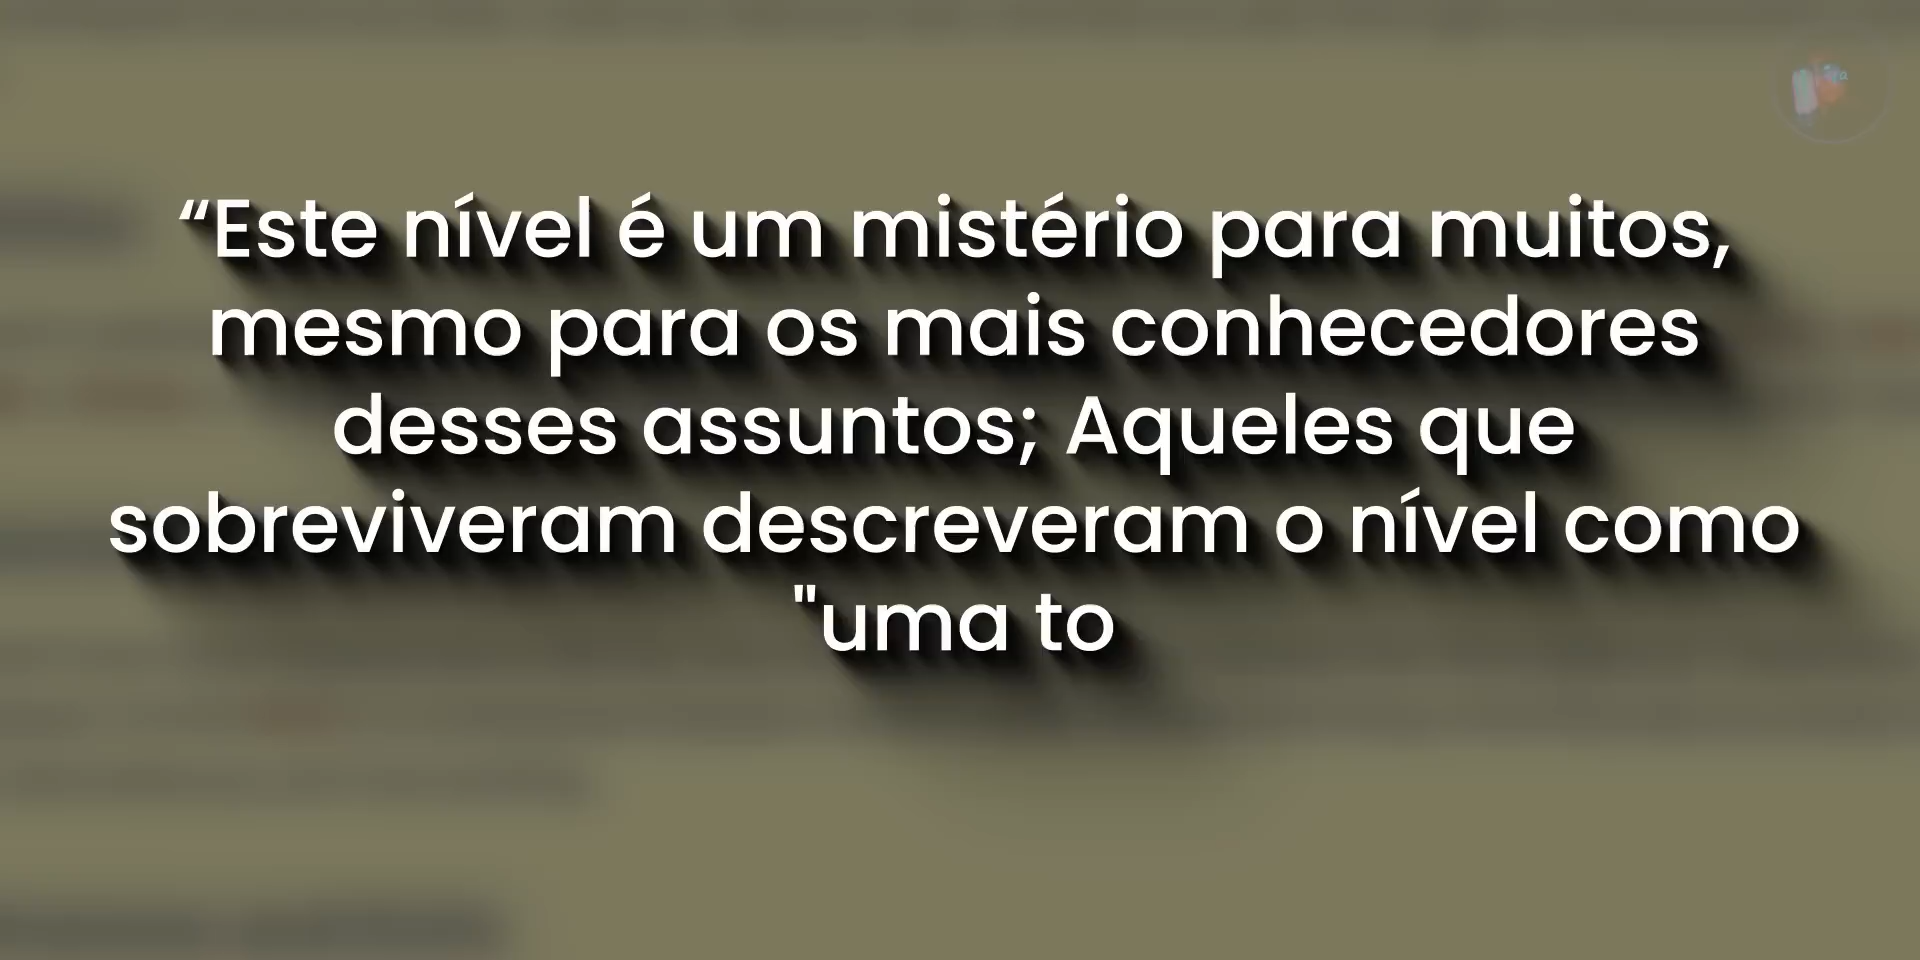 “Este nível é um mistério para muitos,
mesmo para os mais conhecedores
desses assuntos; Aqueles que
sobreviveram descreveram o nível como
"uma to